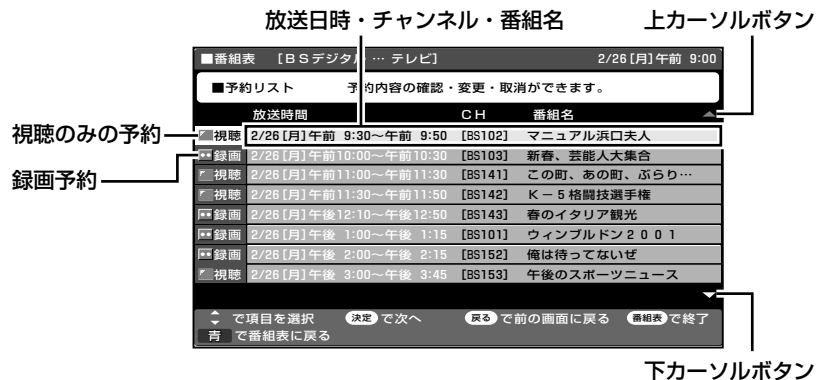 放送日時・チャンネル・番組名
上カーソルボタン
■番組表 [BSデジタル … テレビ] 2/26[月]午前 9:00
■予約リスト 予約内容の確認・変更・取消ができます。
放送時間 CH 番組名
視聴のみの予約
視聴 2/26[月]午前 9:30〜午前 9:50 [BS102] マニュアル浜口夫人
録画 2/26[月]午前10:00〜午前10:30 [BS103] 新春、芸能人大集合
録画予約
視聴 2/26[月]午前11:00〜午前11:30 [BS141] この町、あの町、ぶらり…
視聴 2/26[月]午前11:30〜午前11:50 [BS142] K−5格闘技選手権
録画 2/26[月]午後12:10〜午後12:50 [BS143] 春のイタリア観光
録画 2/26[月]午後 1:00〜午後 1:15 [BS101] ウィンブルドン2001
録画 2/26[月]午後 2:00〜午後 2:15 [BS152] 俺は待ってないぜ
視聴 2/26[月]午後 3:00〜午後 3:45 [BS153] 午後のスポーツニュース
で項目を選択 決定 で次へ 戻る で前の画面に戻る 番組表 で終了
青 で番組表に戻る
下カーソルボタン